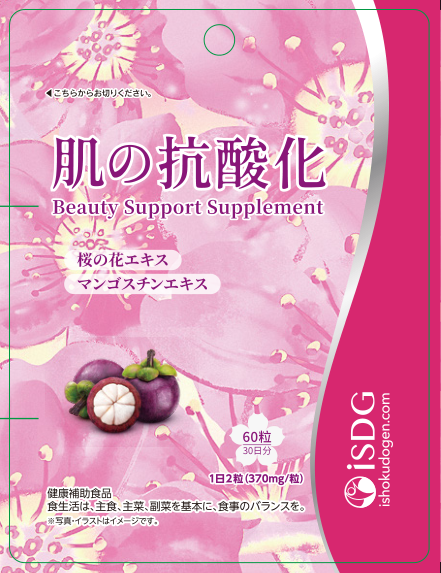 ◀こちらからお切りください。
肌の抗酸化
Beauty Support Supplement
桜の花エキス
マンゴスチンエキス
60粒
30日分
1日2粒(370mg/粒)
健康補助食品
食生活は、主食、主菜、副菜を基本に、食事のバランスを。
※写真・イラストはイメージです。
iSDG
ishokudogen.com